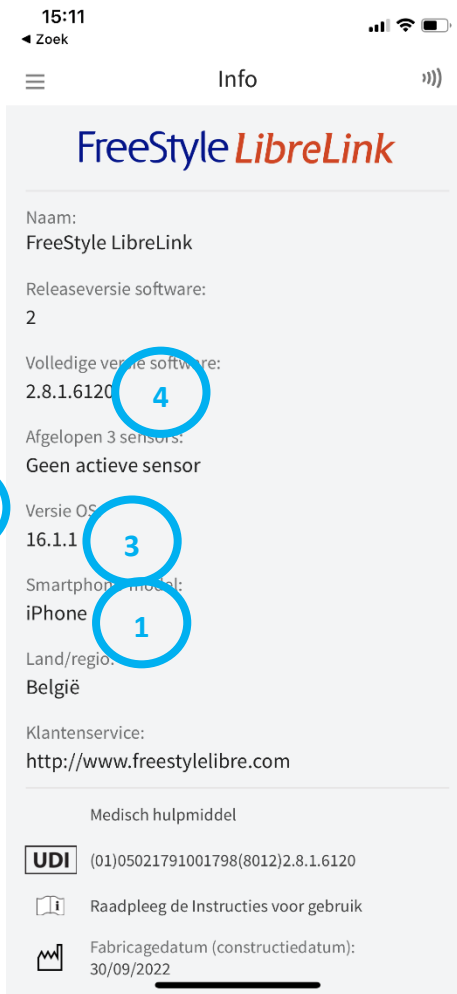 15:11
◀ Zoek
Info
FreeStyle LibreLink
Naam:
FreeStyle LibreLink
Releaseversie software:
2
Volledige versie software:
2.8.1.6120
4
Afgelopen 3 sensors:
Geen actieve sensor
Versie OS
16.1.1
3
Smartphone model:
iPhone
1
Land/regio:
België
Klantenservice:
http://www.freestylelibre.com
Medisch hulpmiddel
UDI (01)05021791001798(8012)2.8.1.6120
Raadpleeg de Instructies voor gebruik
Fabricagedatum (constructiedatum):
30/09/2022